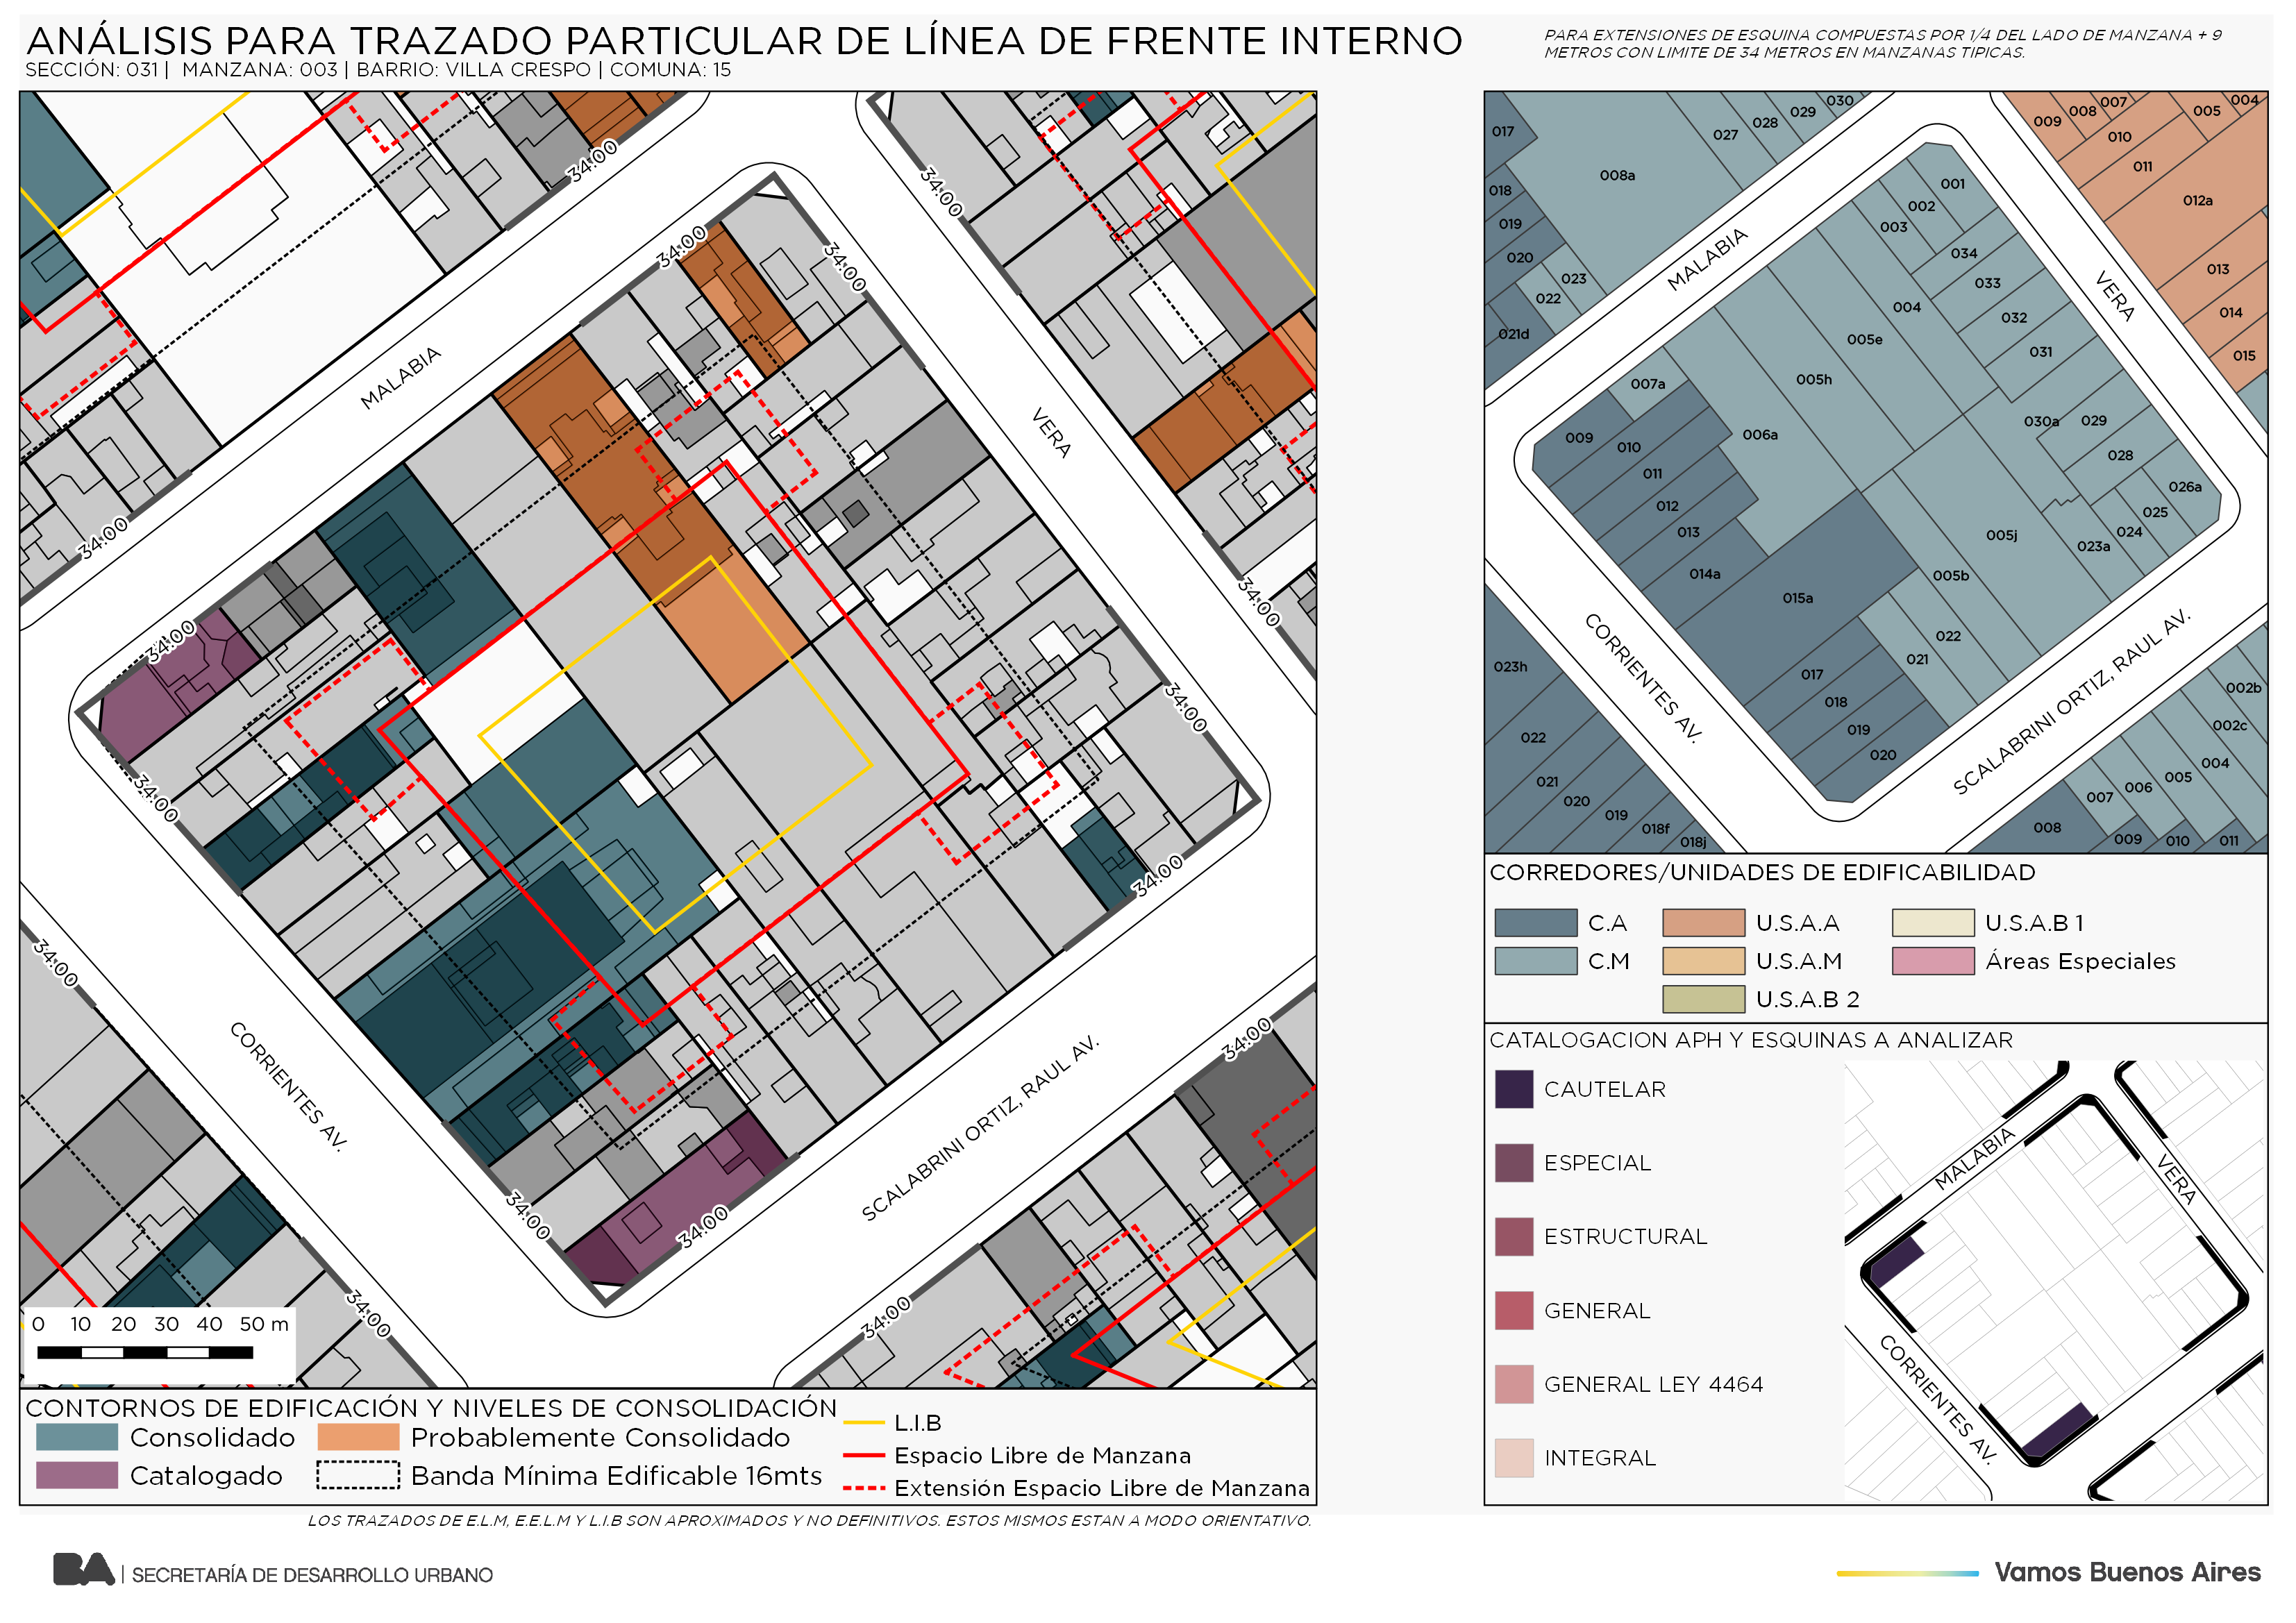 ANÁLISIS PARA TRAZADO PARTICULAR DE LÍNEA DE FRENTE INTERNO
SECCIÓN: 031 | MANZANA: 003 | BARRIO: VILLA CRESPO | COMUNA: 15
PARA EXTENSIONES DE ESQUINA COMPUESTAS POR 1/4 DEL LADO DE MANZANA + 9
METROS CON LIMITE DE 34 METROS EN MANZANAS TIPICAS.
34:00
34:00
34:00
34:00
MALABIA
VERA
34:00
34:00
34:00
34:00
34:00
34:00
34:00
34:00
CORRIENTES AV.
SCALABRINI ORTIZ, RAUL AV.
34:00
34:00
34:00
34:00
34:00
0 10 20 30 40 50 m
CONTORNOS DE EDIFICACIÓN Y NIVELES DE CONSOLIDACIÓN
Consolidado
Probablemente Consolidado
Catalogado
Banda Mínima Edificable 16mts
L.I.B
Espacio Libre de Manzana
Extensión Espacio Libre de Manzana
LOS TRAZADOS DE E.L.M, E.E.L.M Y L.I.B SON APROXIMADOS Y NO DEFINITIVOS. ESTOS MISMOS ESTAN A MODO ORIENTATIVO.
017
018
019
020
021d
022
023
008a
027
028
029
030
009
008
007
010
005
004
011
012a
013
014
015
MALABIA
VERA
001
002
003
034
033
004
032
031
005e
005h
007a
006a
030a
029
028
026a
025
024
023a
005j
005b
009
010
011
012
013
014a
015a
017
018
019
020
021
022
CORRIENTES AV.
SCALABRINI ORTIZ, RAUL AV.
023h
022
021
020
019
018f
018j
002b
002c
004
005
006
007
008
009
010
011
CORREDORES/UNIDADES DE EDIFICABILIDAD
C.A
U.S.A.A
U.S.A.B 1
C.M
U.S.A.M
Áreas Especiales
U.S.A.B 2
CATALOGACION APH Y ESQUINAS A ANALIZAR
CAUTELAR
ESPECIAL
ESTRUCTURAL
GENERAL
GENERAL LEY 4464
INTEGRAL
MALABIA
VERA
CORRIENTES AV.
BA | SECRETARÍA DE DESARROLLO URBANO
Vamos Buenos Aires